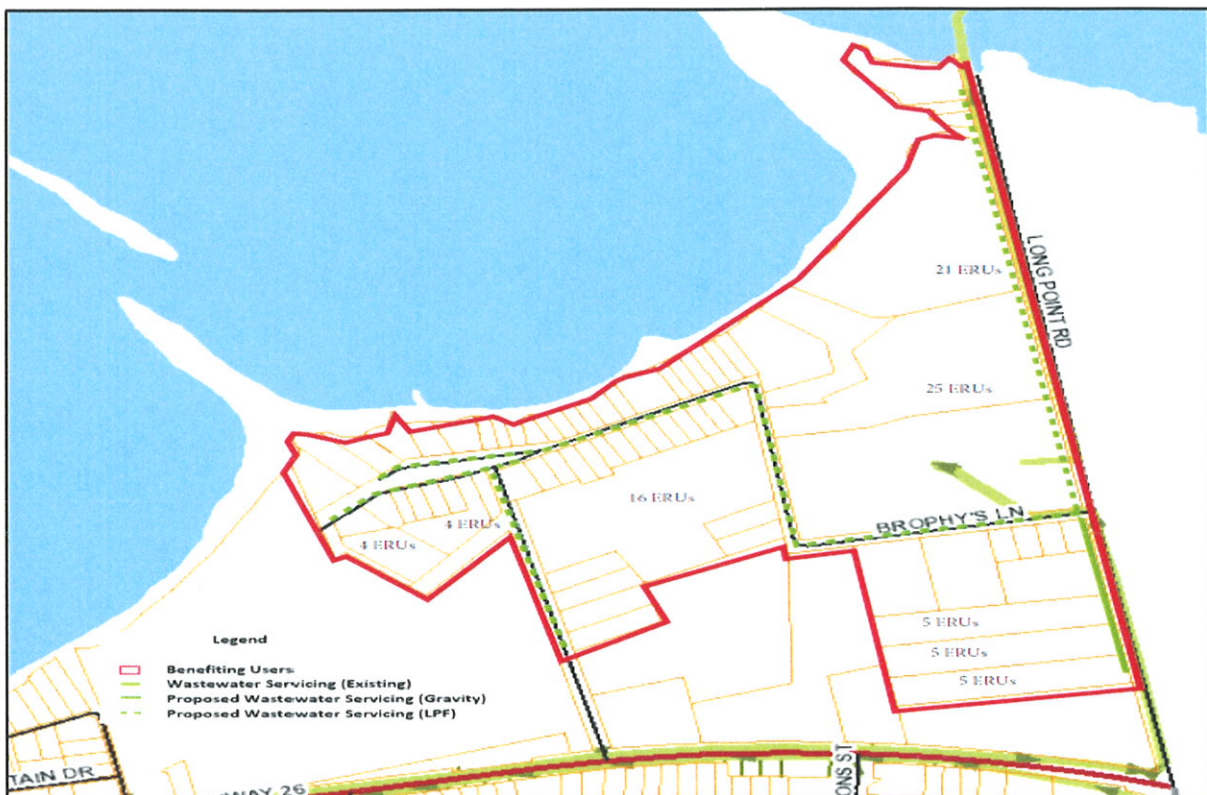 LONG POINT RD
21 ERUs
25 ERUs
16 ERUs
BROPHY'S LN
4 ERUs
4 ERUs
5 ERUs
5 ERUs
5 ERUs
Legend
Benefiting Users
Wastewater Servicing (Existing)
Proposed Wastewater Servicing (Gravity)
Proposed Wastewater Servicing (LPF)
TAIN DR
WAY 26
ONS ST